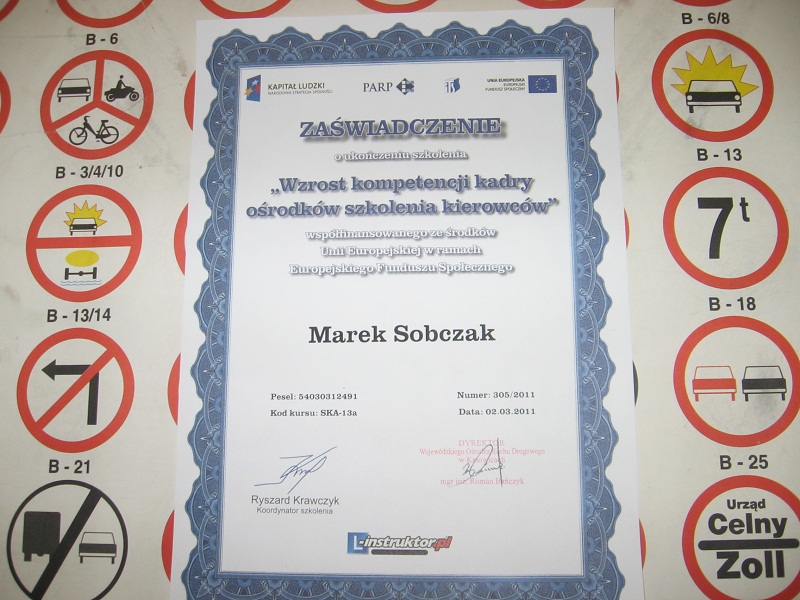 B - 6
B - 3/4/10
B - 13/14
B - 21
KAPITAŁ LUDZKI
NARODOWA STRATEGIA SPÓJNOŚCI
PARP
UNIA EUROPEJSKA
EUROPEJSKI
FUNDUSZ SPOŁECZNY
ZAŚWIADCZENIE
o ukończeniu szkolenia
„Wzrost kompetencji kadry
ośrodków szkolenia kierowców”
współfinansowanego ze środków
Unii Europejskiej w ramach
Europejskiego Funduszu Społecznego
Marek Sobczak
Pesel: 54030312491
Kod kursu: SKA-13a
Numer: 305/2011
Data: 02.03.2011
Ryszard Krawczyk
Koordynator szkolenia
DYREKTOR
Wojewódzkiego Ośrodka Ruchu Drogowego
w Katowicach
mgr inż. Roman
L-instruktor.pl
B - 6/8
B - 13
7t
B - 18
B - 25
Urząd
Celny
Zoll